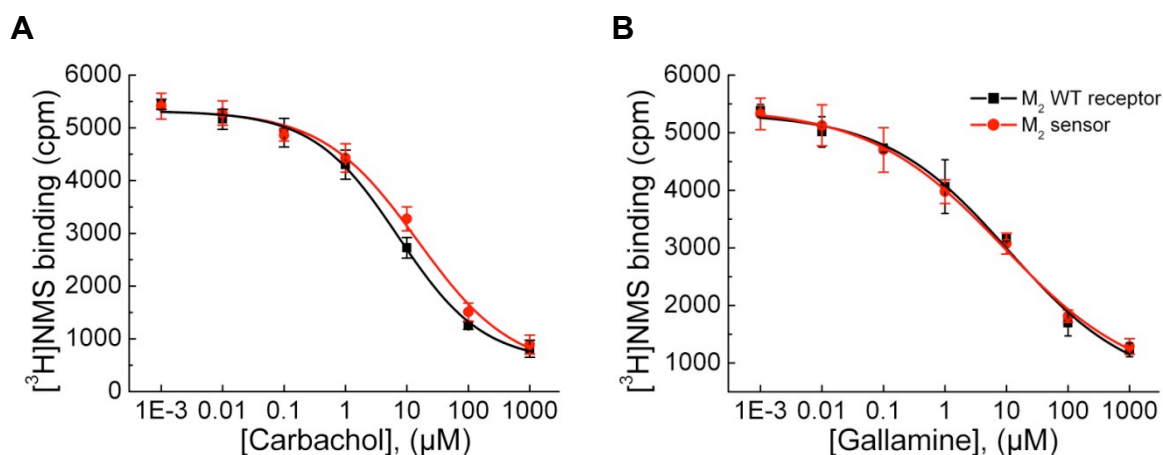 A
[³H]NMS binding (cpm)
6000
5000
4000
3000
2000
1000
0
1E-3 0.01 0.1 1 10 100 1000
[Carbachol], (μM)
B
[³H]NMS binding (cpm)
6000
5000
4000
3000
2000
1000
M₂ WT receptor
M₂ sensor
1E-3 0.01 0.1 1 10 100 1000
[Gallamine], (μM)